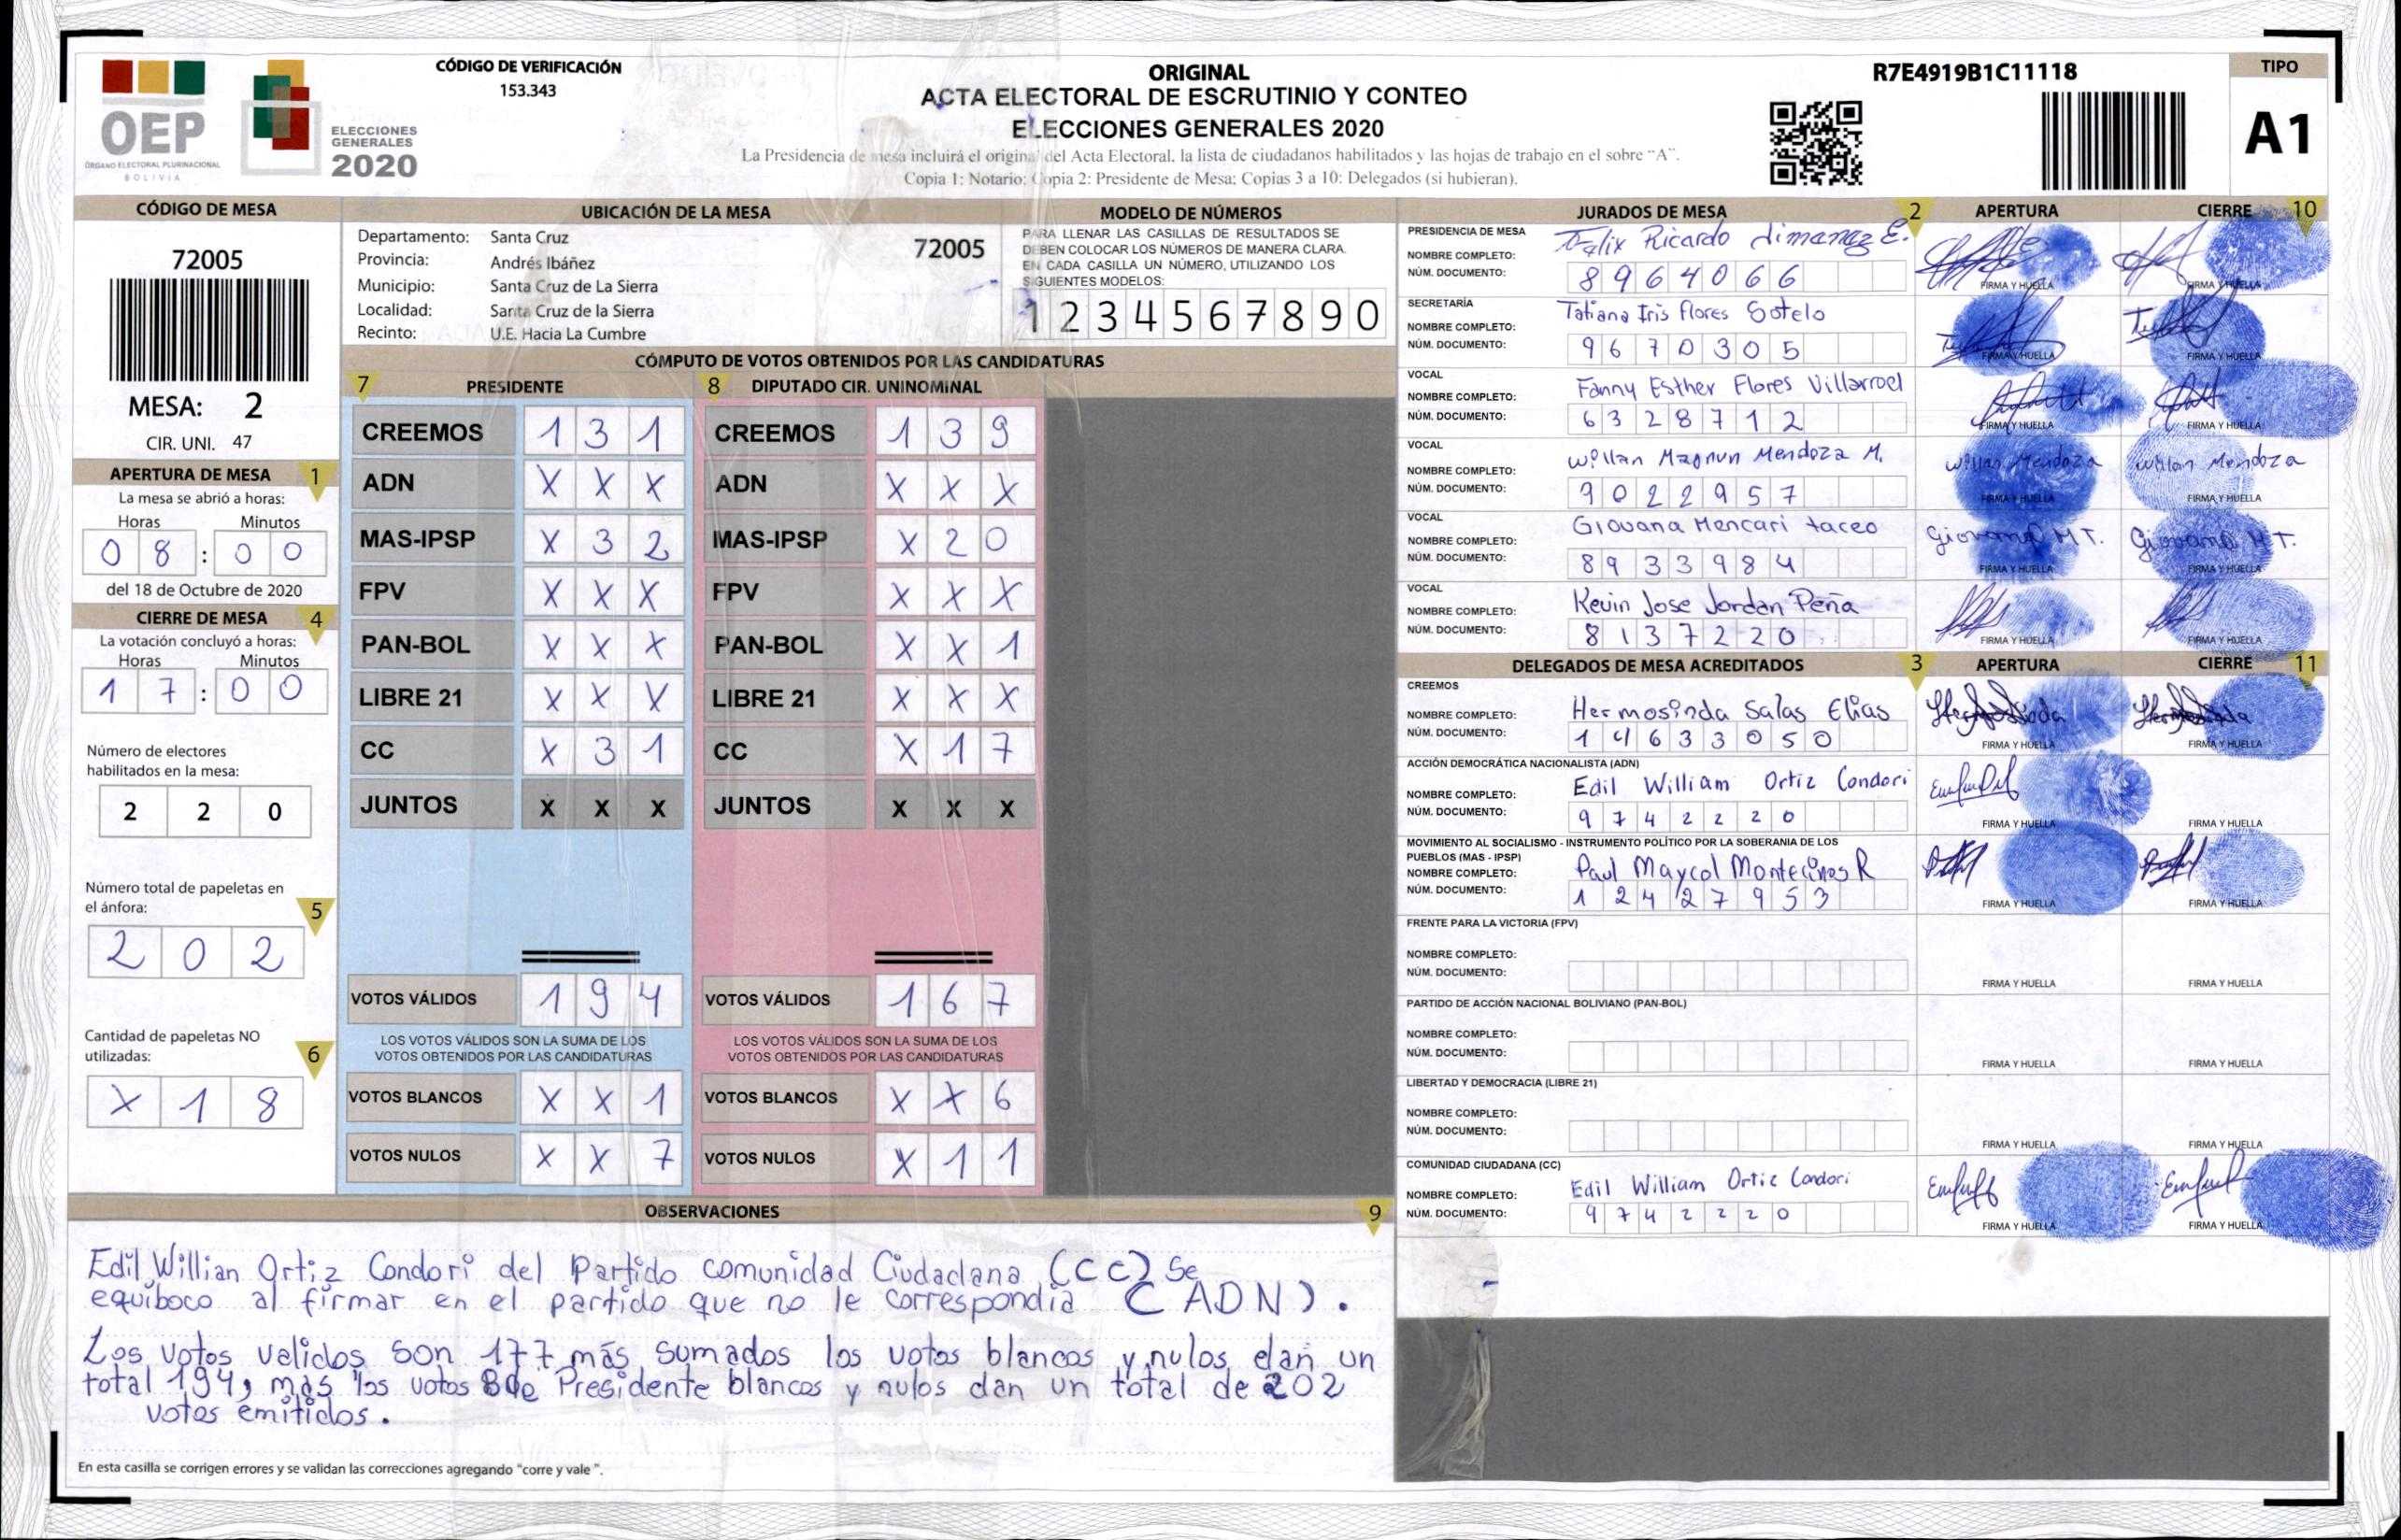 OEP
ÓRGANO ELECTORAL PLURINACIONAL
BOLIVIA
ELECCIONES
GENERALES
2020
CÓDIGO DE VERIFICACIÓN
153.343
ORIGINAL
ACTA ELECTORAL DE ESCRUTINIO Y CONTEO
ELECCIONES GENERALES 2020
La Presidencia de mesa incluirá el original del Acta Electoral, la lista de ciudadanos habilitados y las hojas de trabajo en el sobre "A".
Copia 1: Notario; Copia 2: Presidente de Mesa; Copias 3 a 10: Delegados (si hubieran).
R7E4919B1C11118
TIPO
A1
CÓDIGO DE MESA
72005
MESA: 2
CIR. UNI. 47
APERTURA DE MESA 1
La mesa se abrió a horas:
Horas Minutos
0 8 : 0 0
del 18 de Octubre de 2020
CIERRE DE MESA 4
La votación concluyó a horas:
Horas Minutos
1 7 : 0 0
Número de electores
habilitados en la mesa:
2 2 0
Número total de papeletas en
el ánfora:
5
2 0 2
Cantidad de papeletas NO
utilizadas:
6
X 1 8
UBICACIÓN DE LA MESA
Departamento: Santa Cruz
Provincia: Andrés Ibáñez
Municipio: Santa Cruz de La Sierra
Localidad: Santa Cruz de la Sierra
Recinto: U.E. Hacia La Cumbre
72005
MODELO DE NÚMEROS
PARA LLENAR LAS CASILLAS DE RESULTADOS SE
DEBEN COLOCAR LOS NÚMEROS DE MANERA CLARA.
EN CADA CASILLA UN NÚMERO, UTILIZANDO LOS
SIGUIENTES MODELOS:
1 2 3 4 5 6 7 8 9 0
CÓMPUTO DE VOTOS OBTENIDOS POR LAS CANDIDATURAS
7 PRESIDENTE 8 DIPUTADO CIR. UNINOMINAL
CREEMOS 1 3 1 CREEMOS 1 3 9
ADN X X X ADN X X X
MAS-IPSP X 3 2 MAS-IPSP X 2 0
FPV X X X FPV X X X
PAN-BOL X X X PAN-BOL X X 1
LIBRE 21 X X X LIBRE 21 X X X
CC X 3 1 CC X 1 7
JUNTOS X X X JUNTOS X X X
VOTOS VÁLIDOS 1 9 4 VOTOS VÁLIDOS 1 6 7
LOS VOTOS VÁLIDOS SON LA SUMA DE LOS
VOTOS OBTENIDOS POR LAS CANDIDATURAS
LOS VOTOS VÁLIDOS SON LA SUMA DE LOS
VOTOS OBTENIDOS POR LAS CANDIDATURAS
VOTOS BLANCOS X X 1 VOTOS BLANCOS X X 6
VOTOS NULOS X X 7 VOTOS NULOS X 1 1
OBSERVACIONES 9
Edil Willian Ortiz Condori del Partido comunidad Ciudadana (CC) Se
equiboco al firmar en el partido que no le correspondia (ADN).
Los votos validos son 177 más sumados los votos blancos y nulos dan un
total 194, mas los votos de Presidente blancos y nulos dan un total de 202
votos emitidos.
En esta casilla se corrigen errores y se validan las correcciones agregando "corre y vale ".
JURADOS DE MESA 2 APERTURA CIERRE 10
PRESIDENCIA DE MESA
NOMBRE COMPLETO: Felix Ricardo Jimenez E.
NÚM. DOCUMENTO: 8 9 6 4 0 6 6
FIRMA Y HUELLA FIRMA Y HUELLA
SECRETARÍA
NOMBRE COMPLETO: Tatiana Iris Flores Sotelo
NÚM. DOCUMENTO: 9 6 7 0 3 0 5
FIRMA Y HUELLA FIRMA Y HUELLA
VOCAL
NOMBRE COMPLETO: Fanny Esther Flores Villarroel
NÚM. DOCUMENTO: 6 3 2 8 7 1 2
FIRMA Y HUELLA FIRMA Y HUELLA
VOCAL
NOMBRE COMPLETO: Willan Magnun Mendoza M.
NÚM. DOCUMENTO: 9 0 2 2 9 5 7
Willan Mendoza Willan Mendoza
FIRMA Y HUELLA FIRMA Y HUELLA
VOCAL
NOMBRE COMPLETO: Giovana Mencari taceo
NÚM. DOCUMENTO: 8 9 3 3 9 8 4
Giovana M T. Giovana M T.
FIRMA Y HUELLA FIRMA Y HUELLA
VOCAL
NOMBRE COMPLETO: Kevin Jose Jordan Peña
NÚM. DOCUMENTO: 8 1 3 7 2 2 0
FIRMA Y HUELLA FIRMA Y HUELLA
DELEGADOS DE MESA ACREDITADOS 3 APERTURA CIERRE 11
CREEMOS
NOMBRE COMPLETO: Hermosinda Salas Elias
NÚM. DOCUMENTO: 1 4 6 3 3 0 5 0
FIRMA Y HUELLA FIRMA Y HUELLA
ACCIÓN DEMOCRÁTICA NACIONALISTA (ADN)
NOMBRE COMPLETO: Edil William Ortiz Condori
NÚM. DOCUMENTO: 9 7 4 2 2 2 0
FIRMA Y HUELLA FIRMA Y HUELLA
MOVIMIENTO AL SOCIALISMO - INSTRUMENTO POLÍTICO POR LA SOBERANIA DE LOS
PUEBLOS (MAS - IPSP)
NOMBRE COMPLETO: Paul Maycol Montecinos R
NÚM. DOCUMENTO: 1 2 4 2 7 9 5 3
FIRMA Y HUELLA FIRMA Y HUELLA
FRENTE PARA LA VICTORIA (FPV)
NOMBRE COMPLETO:
NÚM. DOCUMENTO:
FIRMA Y HUELLA FIRMA Y HUELLA
PARTIDO DE ACCIÓN NACIONAL BOLIVIANO (PAN-BOL)
NOMBRE COMPLETO:
NÚM. DOCUMENTO:
FIRMA Y HUELLA FIRMA Y HUELLA
LIBERTAD Y DEMOCRACIA (LIBRE 21)
NOMBRE COMPLETO:
NÚM. DOCUMENTO:
FIRMA Y HUELLA FIRMA Y HUELLA
COMUNIDAD CIUDADANA (CC)
NOMBRE COMPLETO: Edil William Ortiz Condori
NÚM. DOCUMENTO: 9 7 4 2 2 2 0
FIRMA Y HUELLA FIRMA Y HUELLA